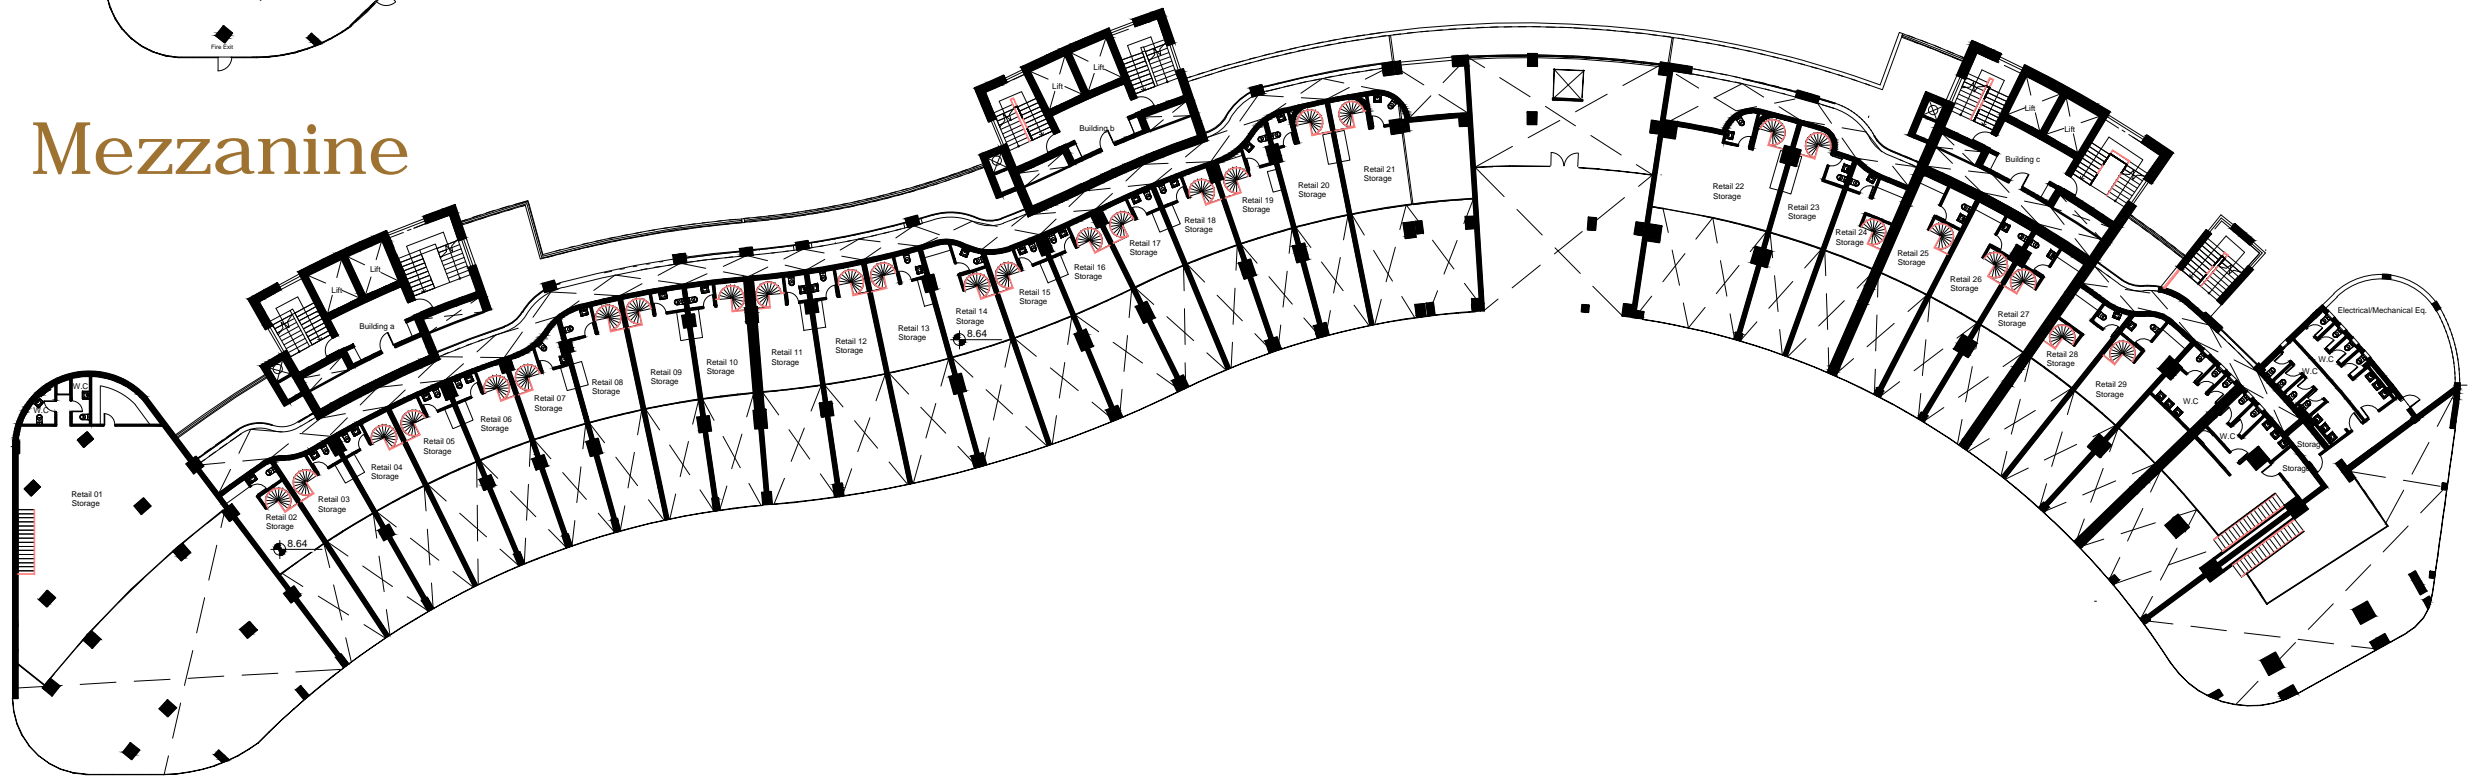 Fire Exit
Mezzanine
Lift
Lift
Building a
Lift
Lift
Building b
Lift
Lift
Building c
W.C
W.C
Retail 01
Storage
Retail 02
Storage
8.64
Retail 03
Storage
Retail 04
Storage
Retail 05
Storage
Retail 06
Storage
Retail 07
Storage
Retail 08
Storage
Retail 09
Storage
Retail 10
Storage
Retail 11
Storage
Retail 12
Storage
Retail 13
Storage
Retail 14
Storage
8.64
Retail 15
Storage
Retail 16
Storage
Retail 17
Storage
Retail 18
Storage
Retail 19
Storage
Retail 20
Storage
Retail 21
Storage
Retail 22
Storage
Retail 23
Storage
Retail 24
Storage
Retail 25
Storage
Retail 26
Storage
Retail 27
Storage
Retail 28
Storage
Retail 29
Storage
W.C
W.C
W.C
W.C
Storage
Storage
Electrical/Mechanical Eq.